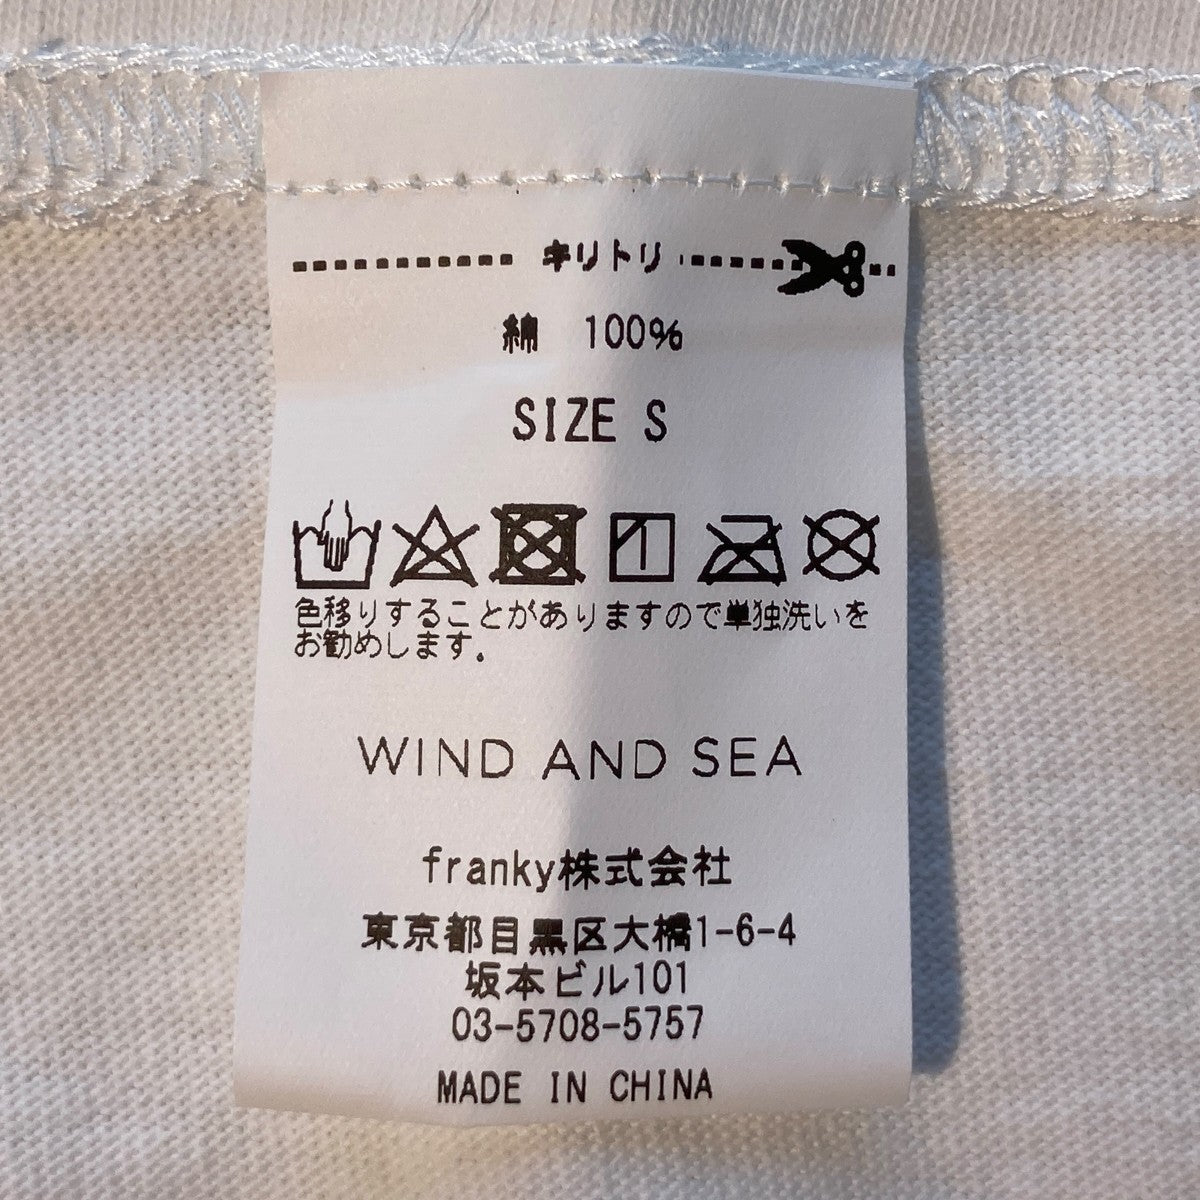 キリトリ
綿 100%
SIZE S
色移りすることがありますので単独洗いを
お勧めします。
WIND AND SEA
franky株式会社
東京都目黒区大橋1-6-4
坂本ビル101
03-5708-5757
MADE IN CHINA